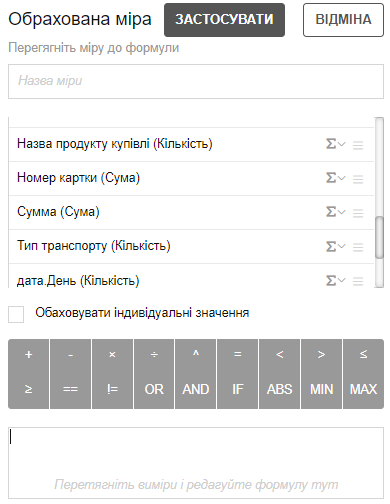 Обрахована міра ЗАСТОСУВАТИ ВІДМІНА
Перетягніть міру до формули
Назва міри
Назва продукту купівлі (Кількість) Σ
Номер картки (Сума) Σ
Сумма (Сума) Σ
Тип транспорту (Кількість) Σ
дата.День (Кількість) Σ
Обаховувати індивідуальні значення
+ - × ÷ ^ = < > ≤
≥ == != OR AND IF ABS MIN MAX
Перетягніть виміри і редагуйте формулу тут